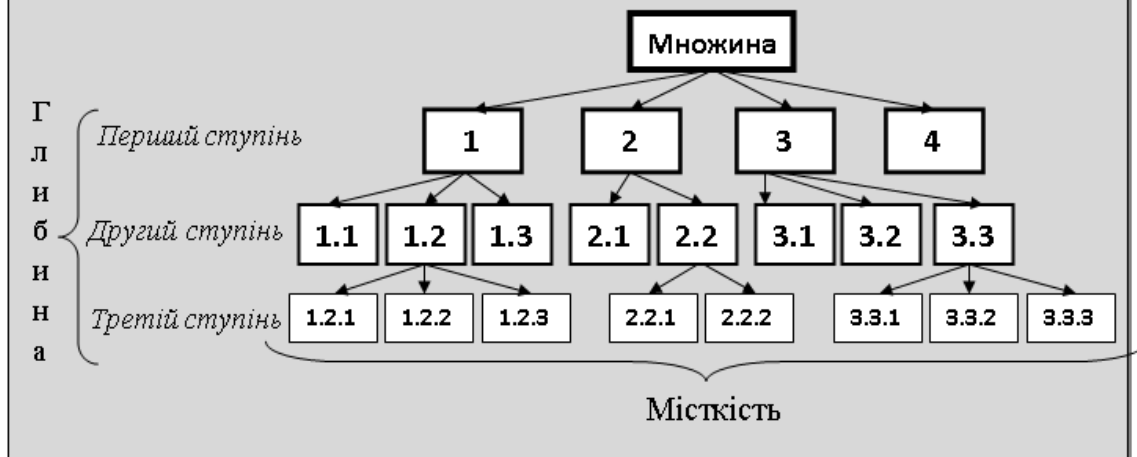 Множина
Глибина
Перший ступінь
1 2 3 4
Другий ступінь
1.1 1.2 1.3 2.1 2.2 3.1 3.2 3.3
Третій ступінь
1.2.1 1.2.2 1.2.3 2.2.1 2.2.2 3.3.1 3.3.2 3.3.3
Місткість